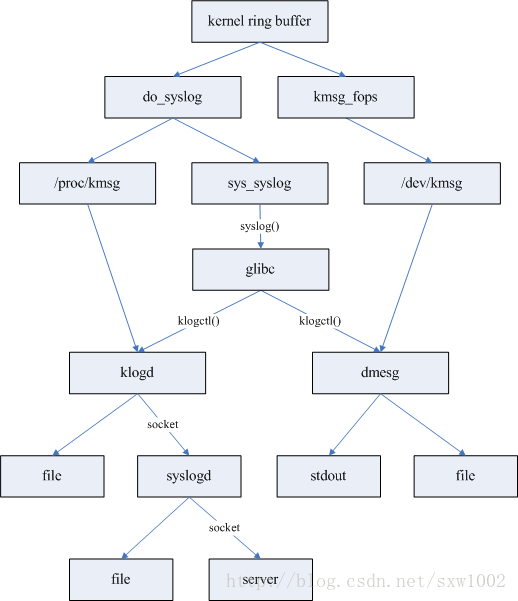 kernel ring buffer
do_syslog
kmsg_fops
/proc/kmsg
sys_syslog
/dev/kmsg
syslog()
glibc
klogctl()
klogctl()
klogd
dmesg
socket
file
syslogd
stdout
file
socket
file
server
http://blog.csdn.net/sxw1002